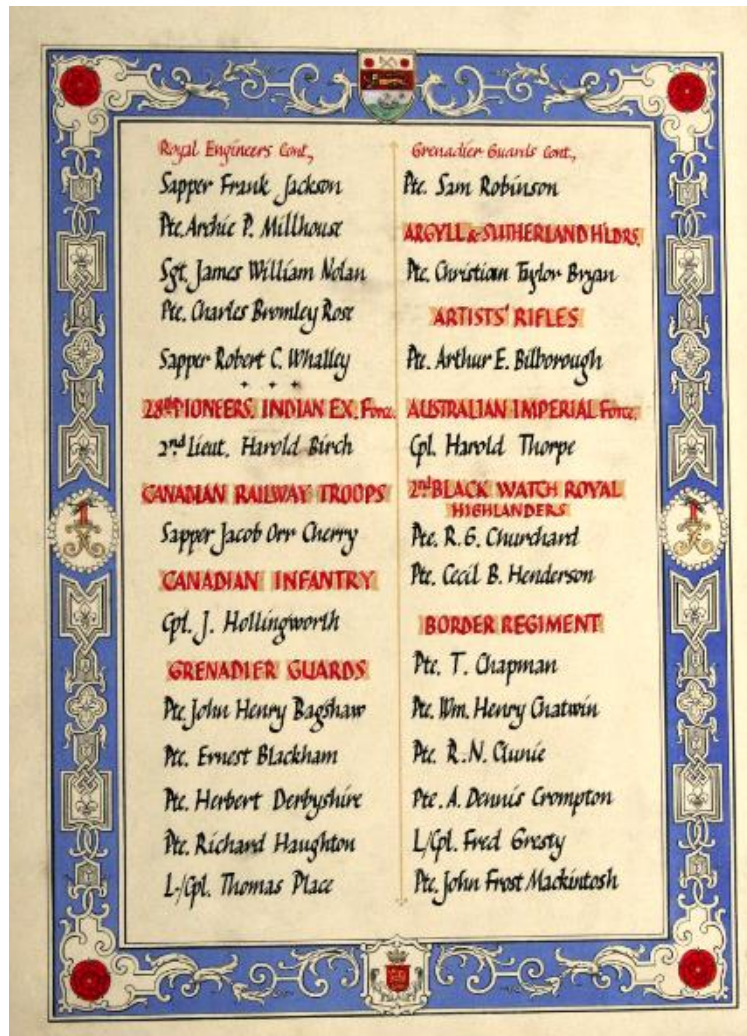 Royal Engineers Cont.,
Sapper Frank Jackson
Pte. Archie P. Millhouse
Sgt. James William Nolan
Pte. Charles Bromley Rose
Sapper Robert C. Whalley
28th PIONEERS, INDIAN EX. Force.
2nd Lieut. Harold Birch
CANADIAN RAILWAY TROOPS
Sapper Jacob Orr Cherry
CANADIAN INFANTRY
Cpl. J. Hollingworth
GRENADIER GUARDS
Pte. John Henry Bagshaw
Pte. Ernest Blackham
Pte. Herbert Derbyshire
Pte. Richard Haughton
L-/Cpl. Thomas Place
Grenadier Guards Cont.,
Pte. Sam Robinson
ARGYLL & SUTHERLAND H'LDRS.
Pte. Christian Taylor Bryan
ARTISTS' RIFLES
Pte. Arthur E. Bilborough
AUSTRALIAN IMPERIAL Force.
Cpl. Harold Thorpe
2nd BLACK WATCH ROYAL
HIGHLANDERS
Pte. R.G. Churchard
Pte. Cecil B. Henderson
BORDER REGIMENT
Pte. T. Chapman
Pte. Wm. Henry Chatwin
Pte. R.N. Clunie
Pte. A. Dennis Crompton
L/Cpl. Fred Gresty
Pte. John Frost Mackintosh